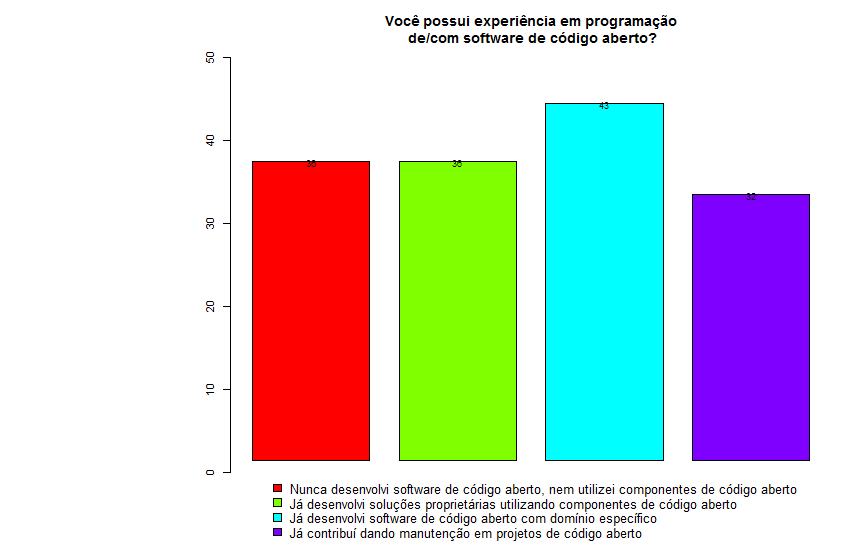 Você possui experiência em programação
de/com software de código aberto?
50
40
30
20
10
0
36
36
43
32
Nunca desenvolvi software de código aberto, nem utilizei componentes de código aberto
Já desenvolvi soluções proprietárias utilizando componentes de código aberto
Já desenvolvi software de código aberto com domínio específico
Já contribuí dando manutenção em projetos de código aberto